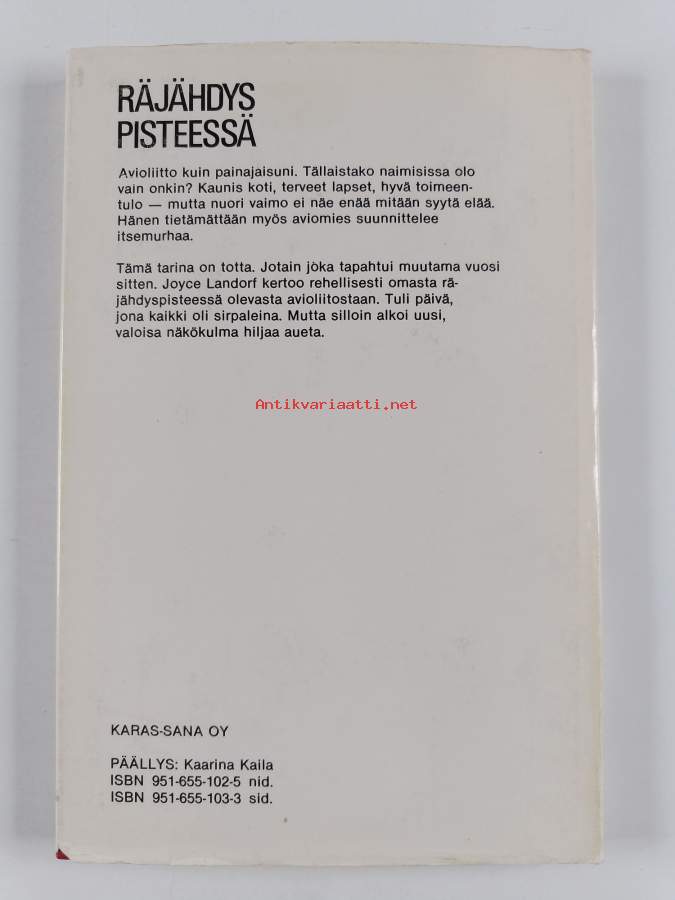 RÄJÄHDYS
PISTEESSÄ
Avioliitto kuin painajaisuni. Tällaistako naimisissa olo
vain onkin? Kaunis koti, terveet lapset, hyvä toimeen-
tulo — mutta nuori vaimo ei näe enää mitään syytä elää.
Hänen tietämättään myös aviomies suunnittelee
itsemurhaa.
Tämä tarina on totta. Jotain joka tapahtui muutama vuosi
sitten. Joyce Landorf kertoo rehellisesti omasta rä-
jähdyspisteessä olevasta avioliitostaan. Tuli päivä,
jona kaikki oli sirpaleina. Mutta silloin alkoi uusi,
valoisa näkökulma hiljaa aueta.
Antikvariaatti.net
KARAS-SANA OY
PÄÄLLYS: Kaarina Kaila
ISBN 951-655-102-5 nid.
ISBN 951-655-103-3 sid.